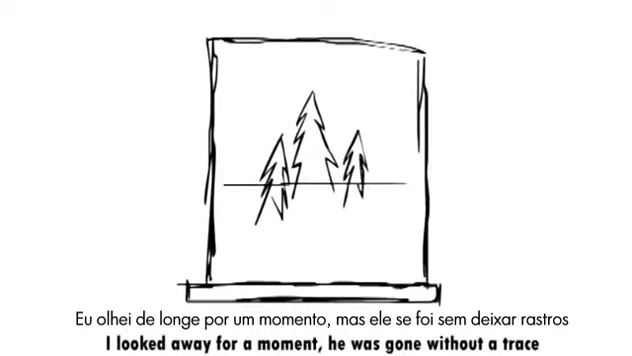 Eu olhei de longe por um momento, mas ele se foi sem deixar rastros
I looked away for a moment, he was gone without a trace